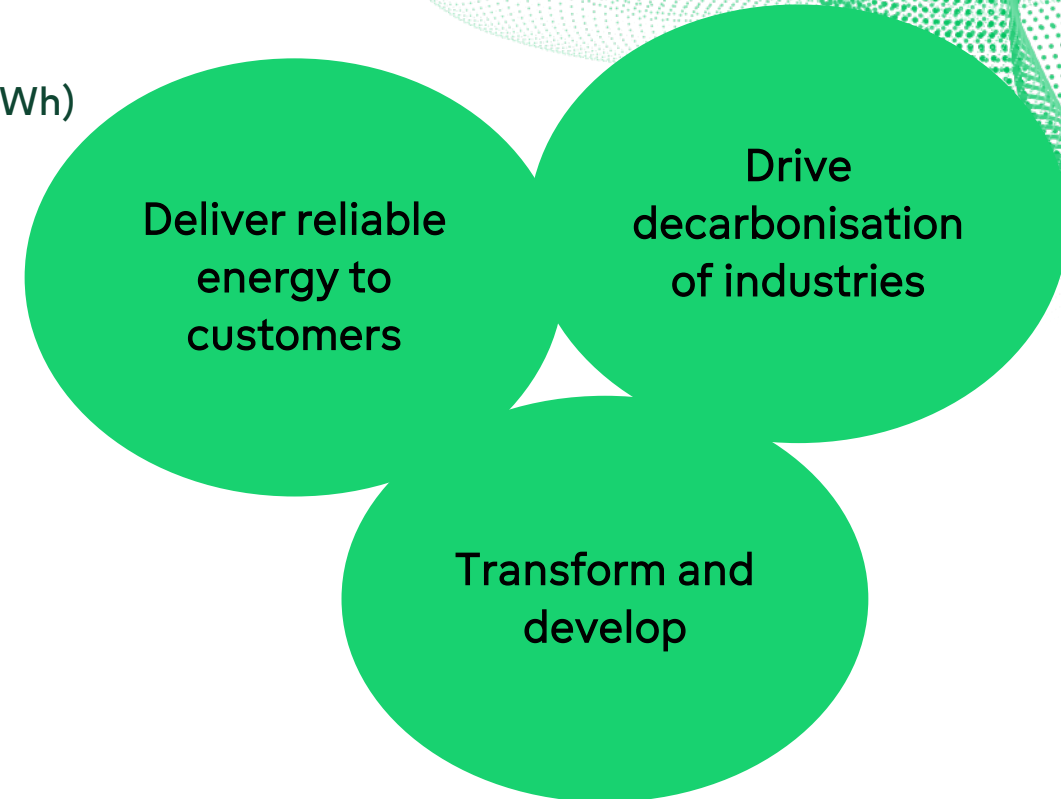 Wh)
Deliver reliable
energy to
customers
Drive
decarbonisation
of industries
Transform and
develop